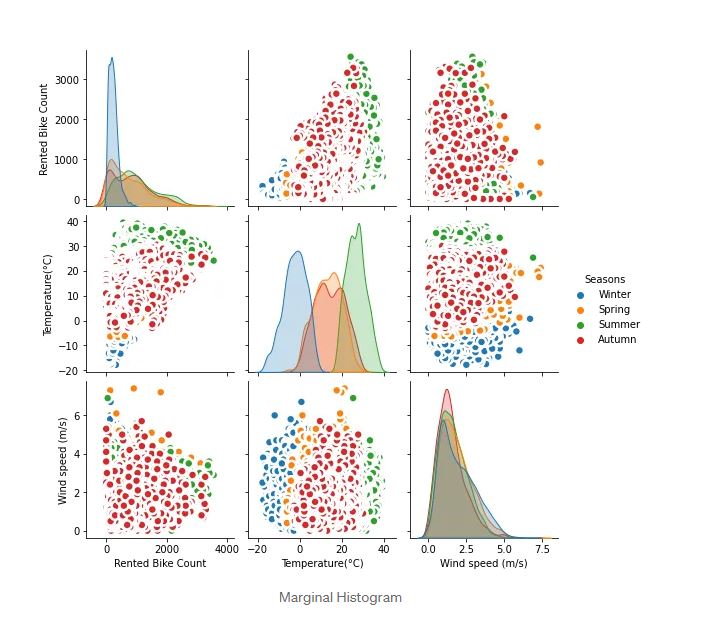 Rented Bike Count
3000
2000
1000
0
Temperature(°C)
40
30
20
10
0
−10
−20
Seasons
Winter
Spring
Summer
Autumn
Wind speed (m/s)
6
4
2
0
0 2000 4000
Rented Bike Count
−20 0 20 40
Temperature(°C)
0.0 2.5 5.0 7.5
Wind speed (m/s)
Marginal Histogram